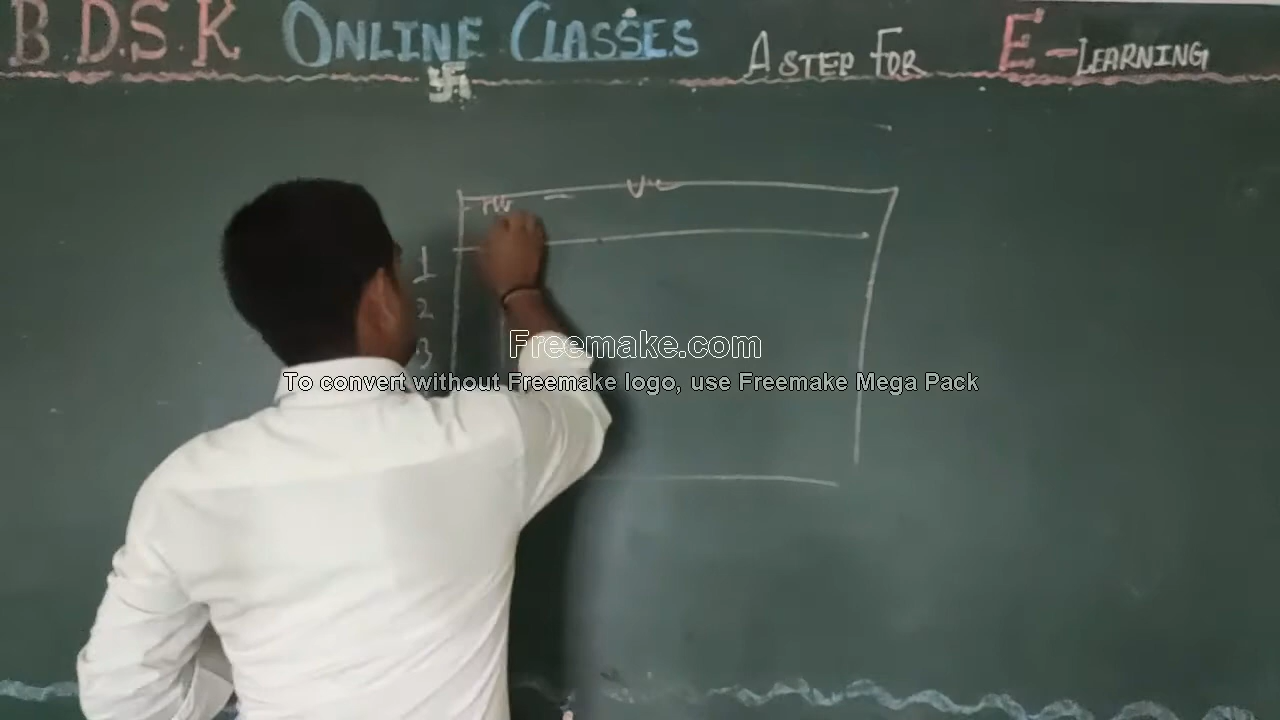 B.D.S.K ONLINE CLASSES A STEP FOR E-LEARNING
1
2
3
Freemake.com
To convert without Freemake logo, use Freemake Mega Pack